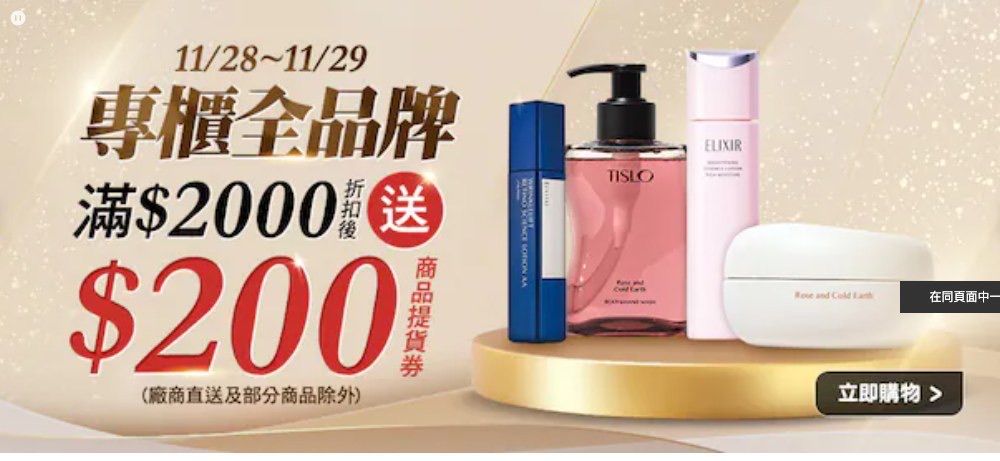 11/28~11/29
專櫃全品牌
滿$2000折扣後送
$200商品提貨券
(廠商直送及部分商品除外)
TISLO
Rose and
Cold Earth
ELIXIR
Rose and Cold Earth
在同頁面中一
立即購物 >